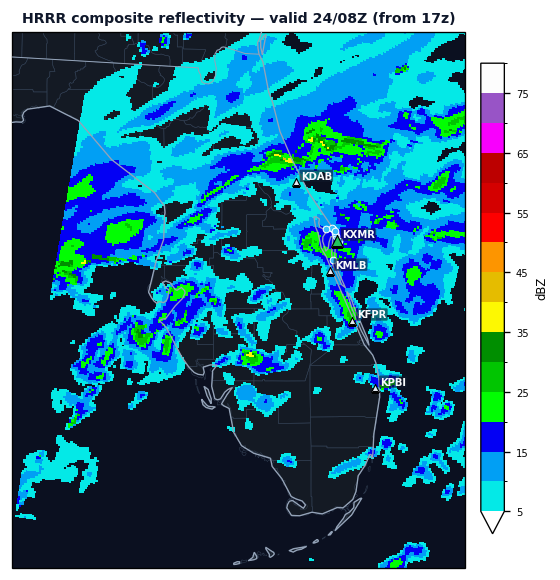 HRRR composite reflectivity — valid 24/08Z (from 17z)
75
65
KDAB
55
KXMR
KMLB
45
dBZ
KFPR
35
KPBI
25
15
5